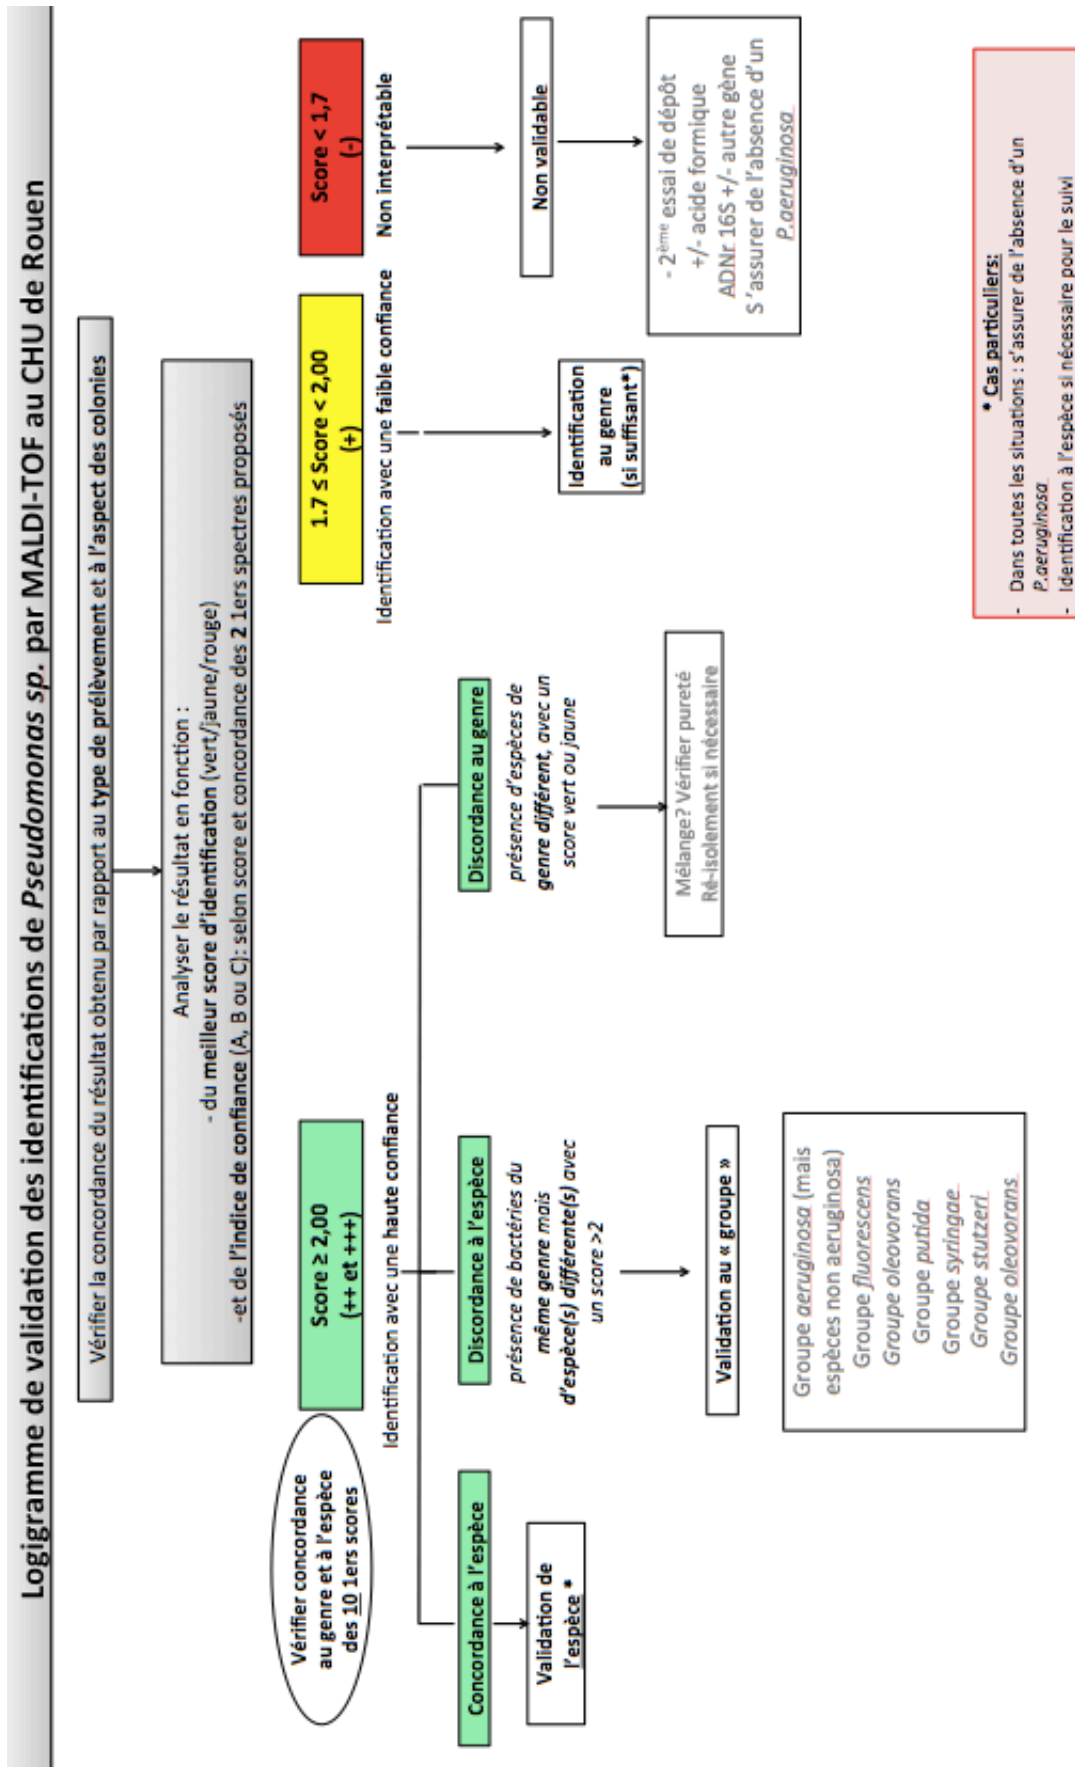 Logigramme de validation des identifications de Pseudomonas sp. par MALDI-TOF au CHU de Rouen
Vérifier la concordance du résultat obtenu par rapport au type de prélèvement et à l'aspect des colonies
Analyser le résultat en fonction :
- du meilleur score d'identification (vert/jaune/rouge)
-et de l'indice de confiance (A, B ou C): selon score et concordance des 2 1ers spectres proposés
Vérifier concordance
au genre et à l'espèce
des 10 1ers scores
Score ≥ 2,00
(++ et +++)
Identification avec une haute confiance
1.7 ≤ Score < 2,00
(+)
Identification avec une faible confiance
Score < 1,7
(-)
Non interprétable
Concordance à l'espèce
Validation de
l'espèce *
Discordance à l'espèce
présence de bactéries du
même genre mais
d'espèce(s) différente(s) avec
un score >2
Validation au « groupe »
Groupe aeruginosa (mais
espèces non aeruginosa)
Groupe fluorescens
Groupe oleovorans
Groupe putida
Groupe syringae
Groupe stutzeri
Groupe oleovorans
Discordance au genre
présence d'espèces de
genre différent, avec un
score vert ou jaune
Mélange? Vérifier pureté
Ré-isolement si nécessaire
Identification
au genre
(si suffisant*)
Non validable
- 2ème essai de dépôt
+/- acide formique
ADNr 16S +/- autre gène
S 'assurer de l'absence d'un
P.aeruginosa
* Cas particuliers:
- Dans toutes les situations : s'assurer de l'absence d'un
P.aeruginosa
- Identification à l'espèce si nécessaire pour le suivi